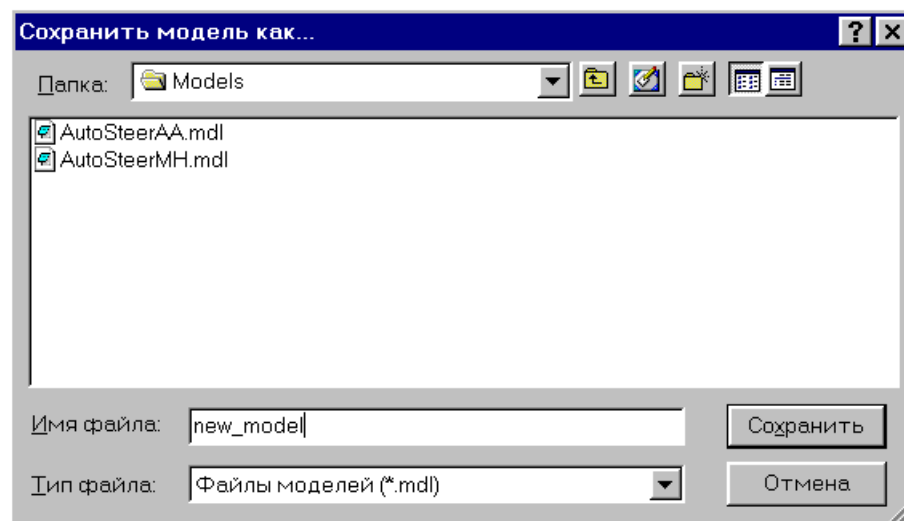 Сохранить модель как...
Папка: Models
AutoSteerAA.mdl
AutoSteerMH.mdl
Имя файла: new_model Сохранить
Тип файла: Файлы моделей (*.mdl) Отмена